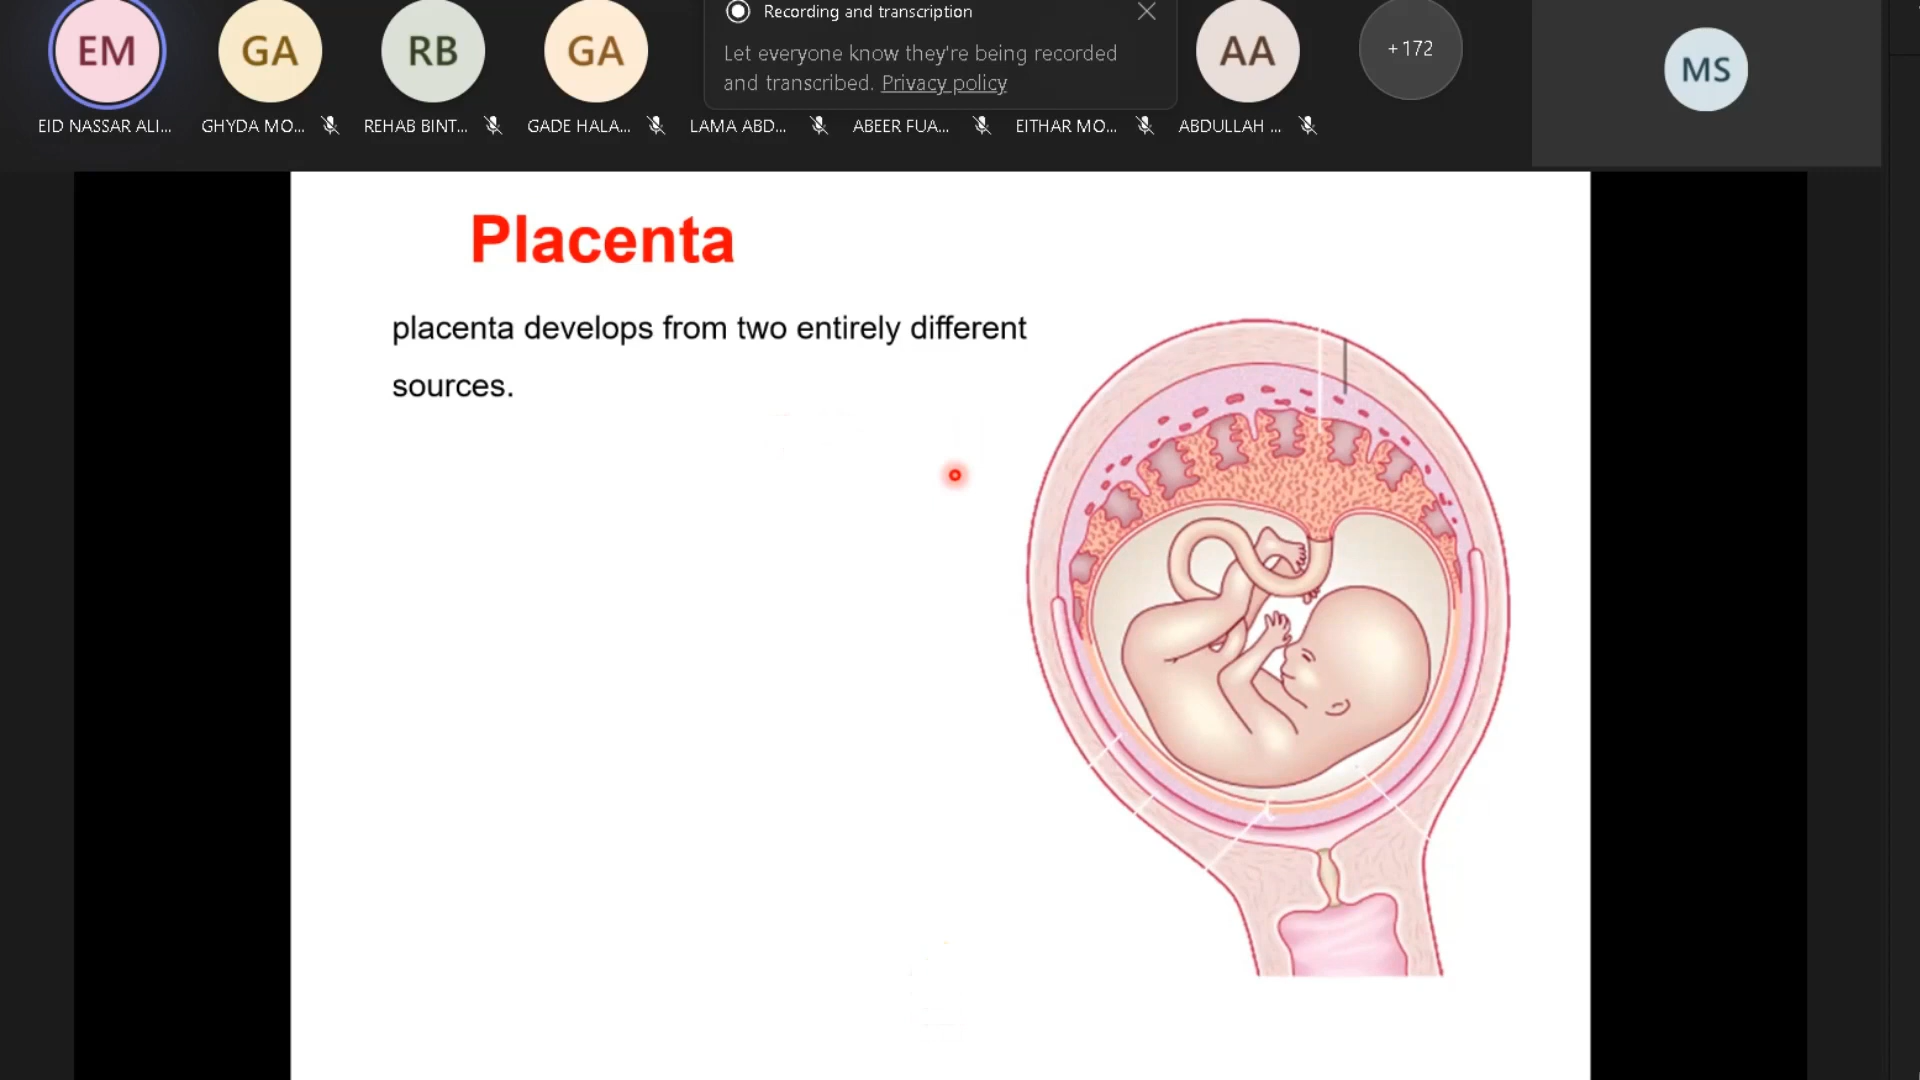 EM
GA
RB
GA
Recording and transcription
Let everyone know they're being recorded
and transcribed. Privacy policy
AA
+172
MS
EID NASSAR ALI...
GHYDA MO...
REHAB BINT...
GADE HALA...
LAMA ABD...
ABEER FUA...
EITHAR MO...
ABDULLAH ...
Placenta
placenta develops from two entirely different
sources.